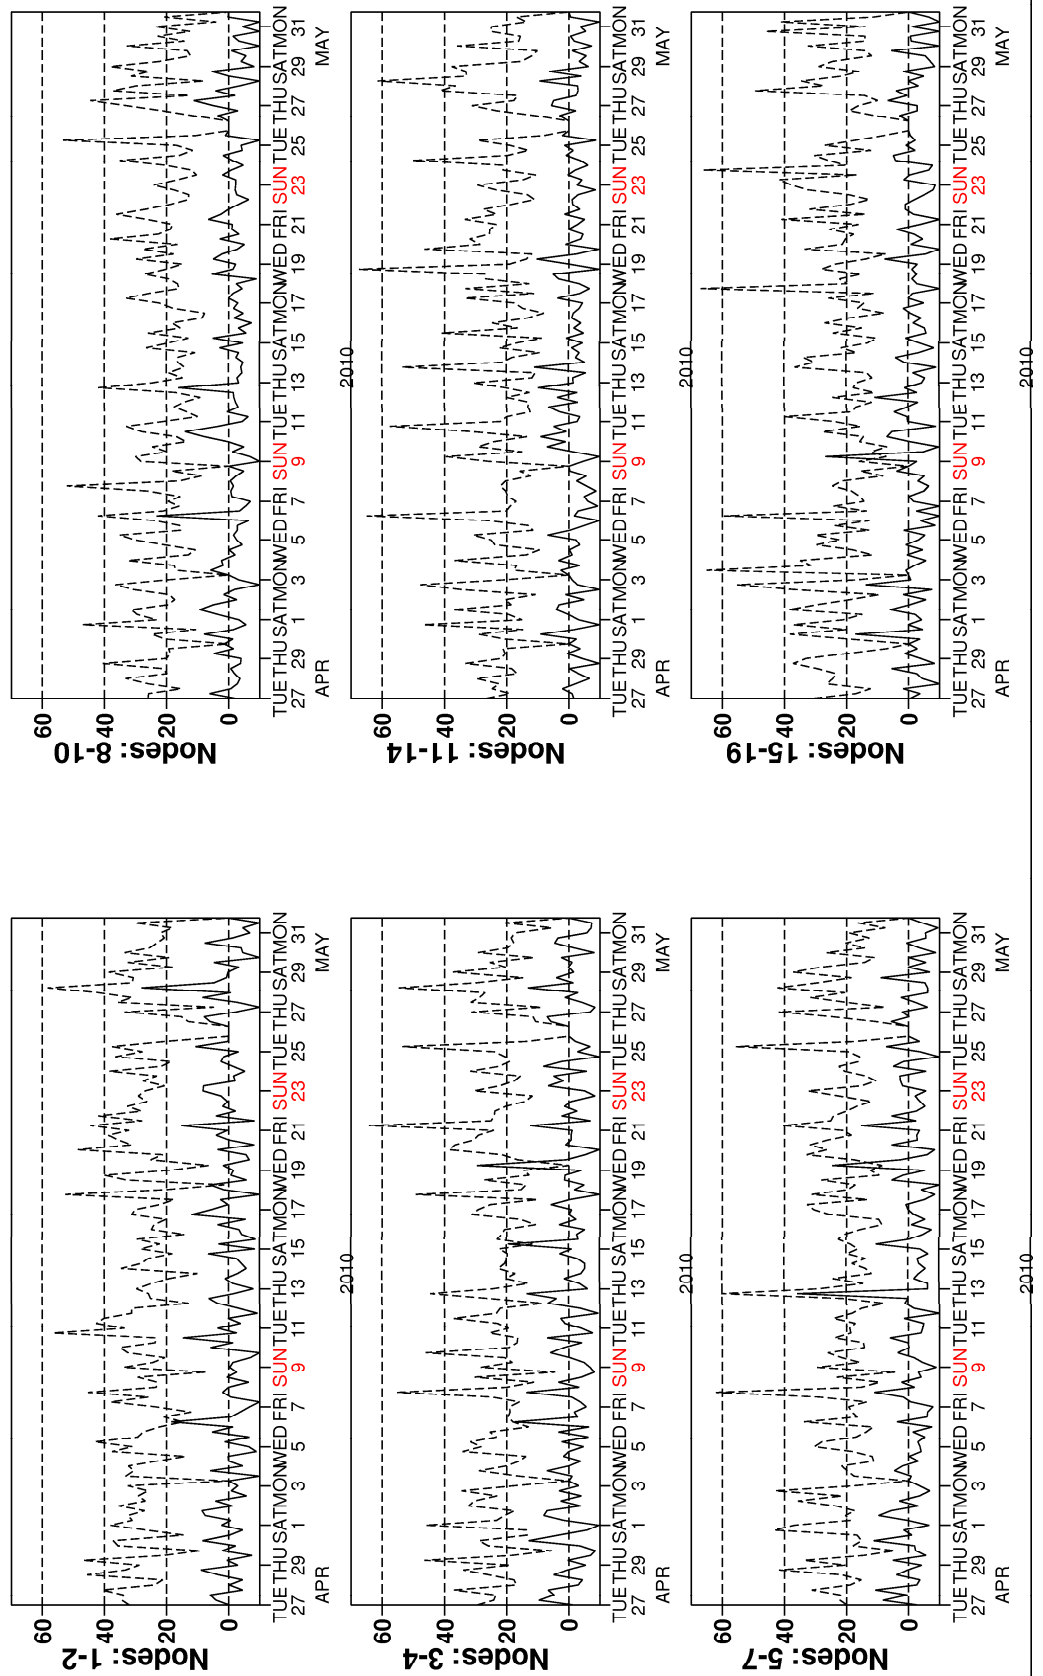 Nodes: 1-2
60
40
20
0
TUE THU SAT MON WED FRI SUN TUE THU SAT MON WED FRI SUN TUE THU SAT MON
27 29 1 3 5 7 9 11 13 15 17 19 21 23 25 27 29 31
APR MAY
2010
Nodes: 3-4
60
40
20
0
TUE THU SAT MON WED FRI SUN TUE THU SAT MON WED FRI SUN TUE THU SAT MON
27 29 1 3 5 7 9 11 13 15 17 19 21 23 25 27 29 31
APR MAY
2010
Nodes: 5-7
60
40
20
0
TUE THU SAT MON WED FRI SUN TUE THU SAT MON WED FRI SUN TUE THU SAT MON
27 29 1 3 5 7 9 11 13 15 17 19 21 23 25 27 29 31
APR MAY
2010
Nodes: 8-10
60
40
20
0
TUE THU SAT MON WED FRI SUN TUE THU SAT MON WED FRI SUN TUE THU SAT MON
27 29 1 3 5 7 9 11 13 15 17 19 21 23 25 27 29 31
APR MAY
2010
Nodes: 11-14
60
40
20
0
TUE THU SAT MON WED FRI SUN TUE THU SAT MON WED FRI SUN TUE THU SAT MON
27 29 1 3 5 7 9 11 13 15 17 19 21 23 25 27 29 31
APR MAY
2010
Nodes: 15-19
60
40
20
0
TUE THU SAT MON WED FRI SUN TUE THU SAT MON WED FRI SUN TUE THU SAT MON
27 29 1 3 5 7 9 11 13 15 17 19 21 23 25 27 29 31
APR MAY
2010